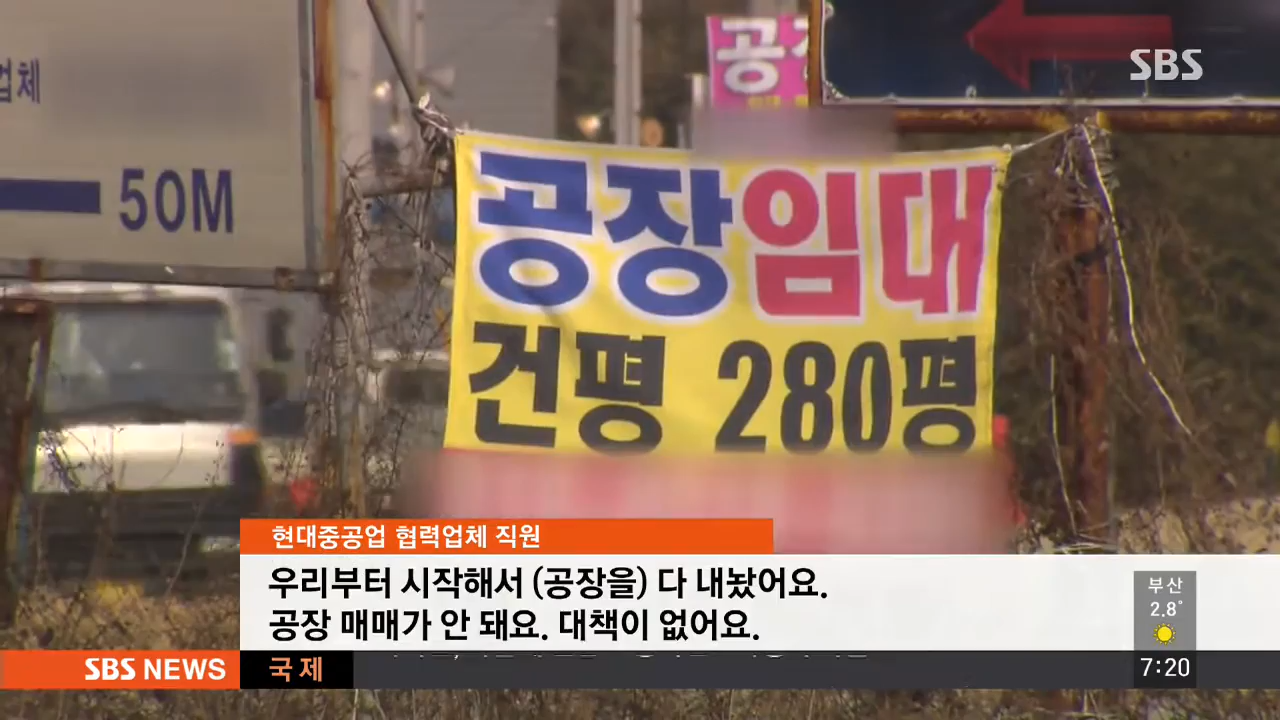 업체
50M
공
SBS
공장임대
건평 280평
현대중공업 협력업체 직원
우리부터 시작해서 (공장을) 다 내놨어요.
공장 매매가 안 돼요. 대책이 없어요.
부산
2.8°
SBS NEWS
국제
7:20